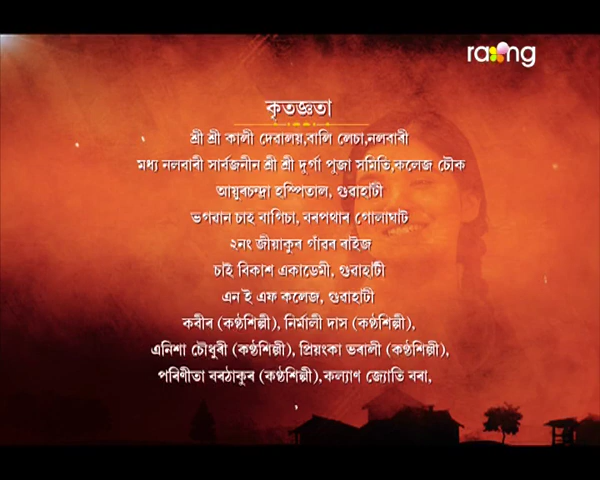 rang
কৃতজ্ঞতা
শ্ৰী শ্ৰী কালী দেৱালয়,বালি লেচা,নলবাৰী
মধ্য নলবাৰী সাৰ্বজনীন শ্ৰী শ্ৰী দুৰ্গা পূজা সমিতি,কলেজ চৌক
আয়ুৰচন্দ্ৰা হস্পিতাল, গুৱাহাটী
ভগৱান চাহ বাগিচা, বৰপথাৰ গোলাঘাট
২নং জীয়াকুৰ গাঁৱৰ ৰাইজ
চাই বিকাশ একাডেমী, গুৱাহাটী
এন ই এফ কলেজ, গুৱাহাটী
কবীৰ (কণ্ঠশিল্পী), নিৰ্মালী দাস (কণ্ঠশিল্পী),
এনিশা চৌধুৰী (কণ্ঠশিল্পী), প্ৰিয়ংকা ভৰালী (কণ্ঠশিল্পী),
পৰিণীতা বৰঠাকুৰ (কণ্ঠশিল্পী),কল্যাণ জ্যোতি বৰা,